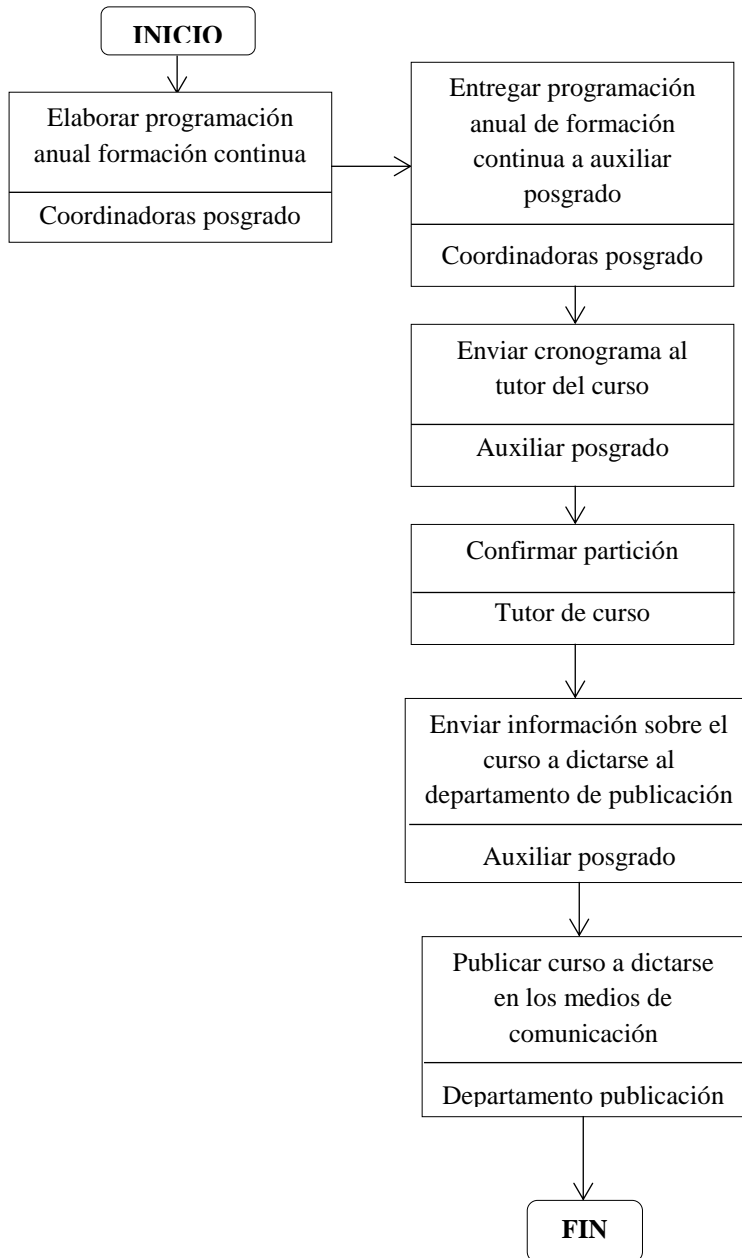 INICIO
Elaborar programación
anual formación continua
Coordinadoras posgrado
Entregar programación
anual de formación
continua a auxiliar
posgrado
Coordinadoras posgrado
Enviar cronograma al
tutor del curso
Auxiliar posgrado
Confirmar partición
Tutor de curso
Enviar información sobre el
curso a dictarse al
departamento de publicación
Auxiliar posgrado
Publicar curso a dictarse
en los medios de
comunicación
Departamento publicación
FIN